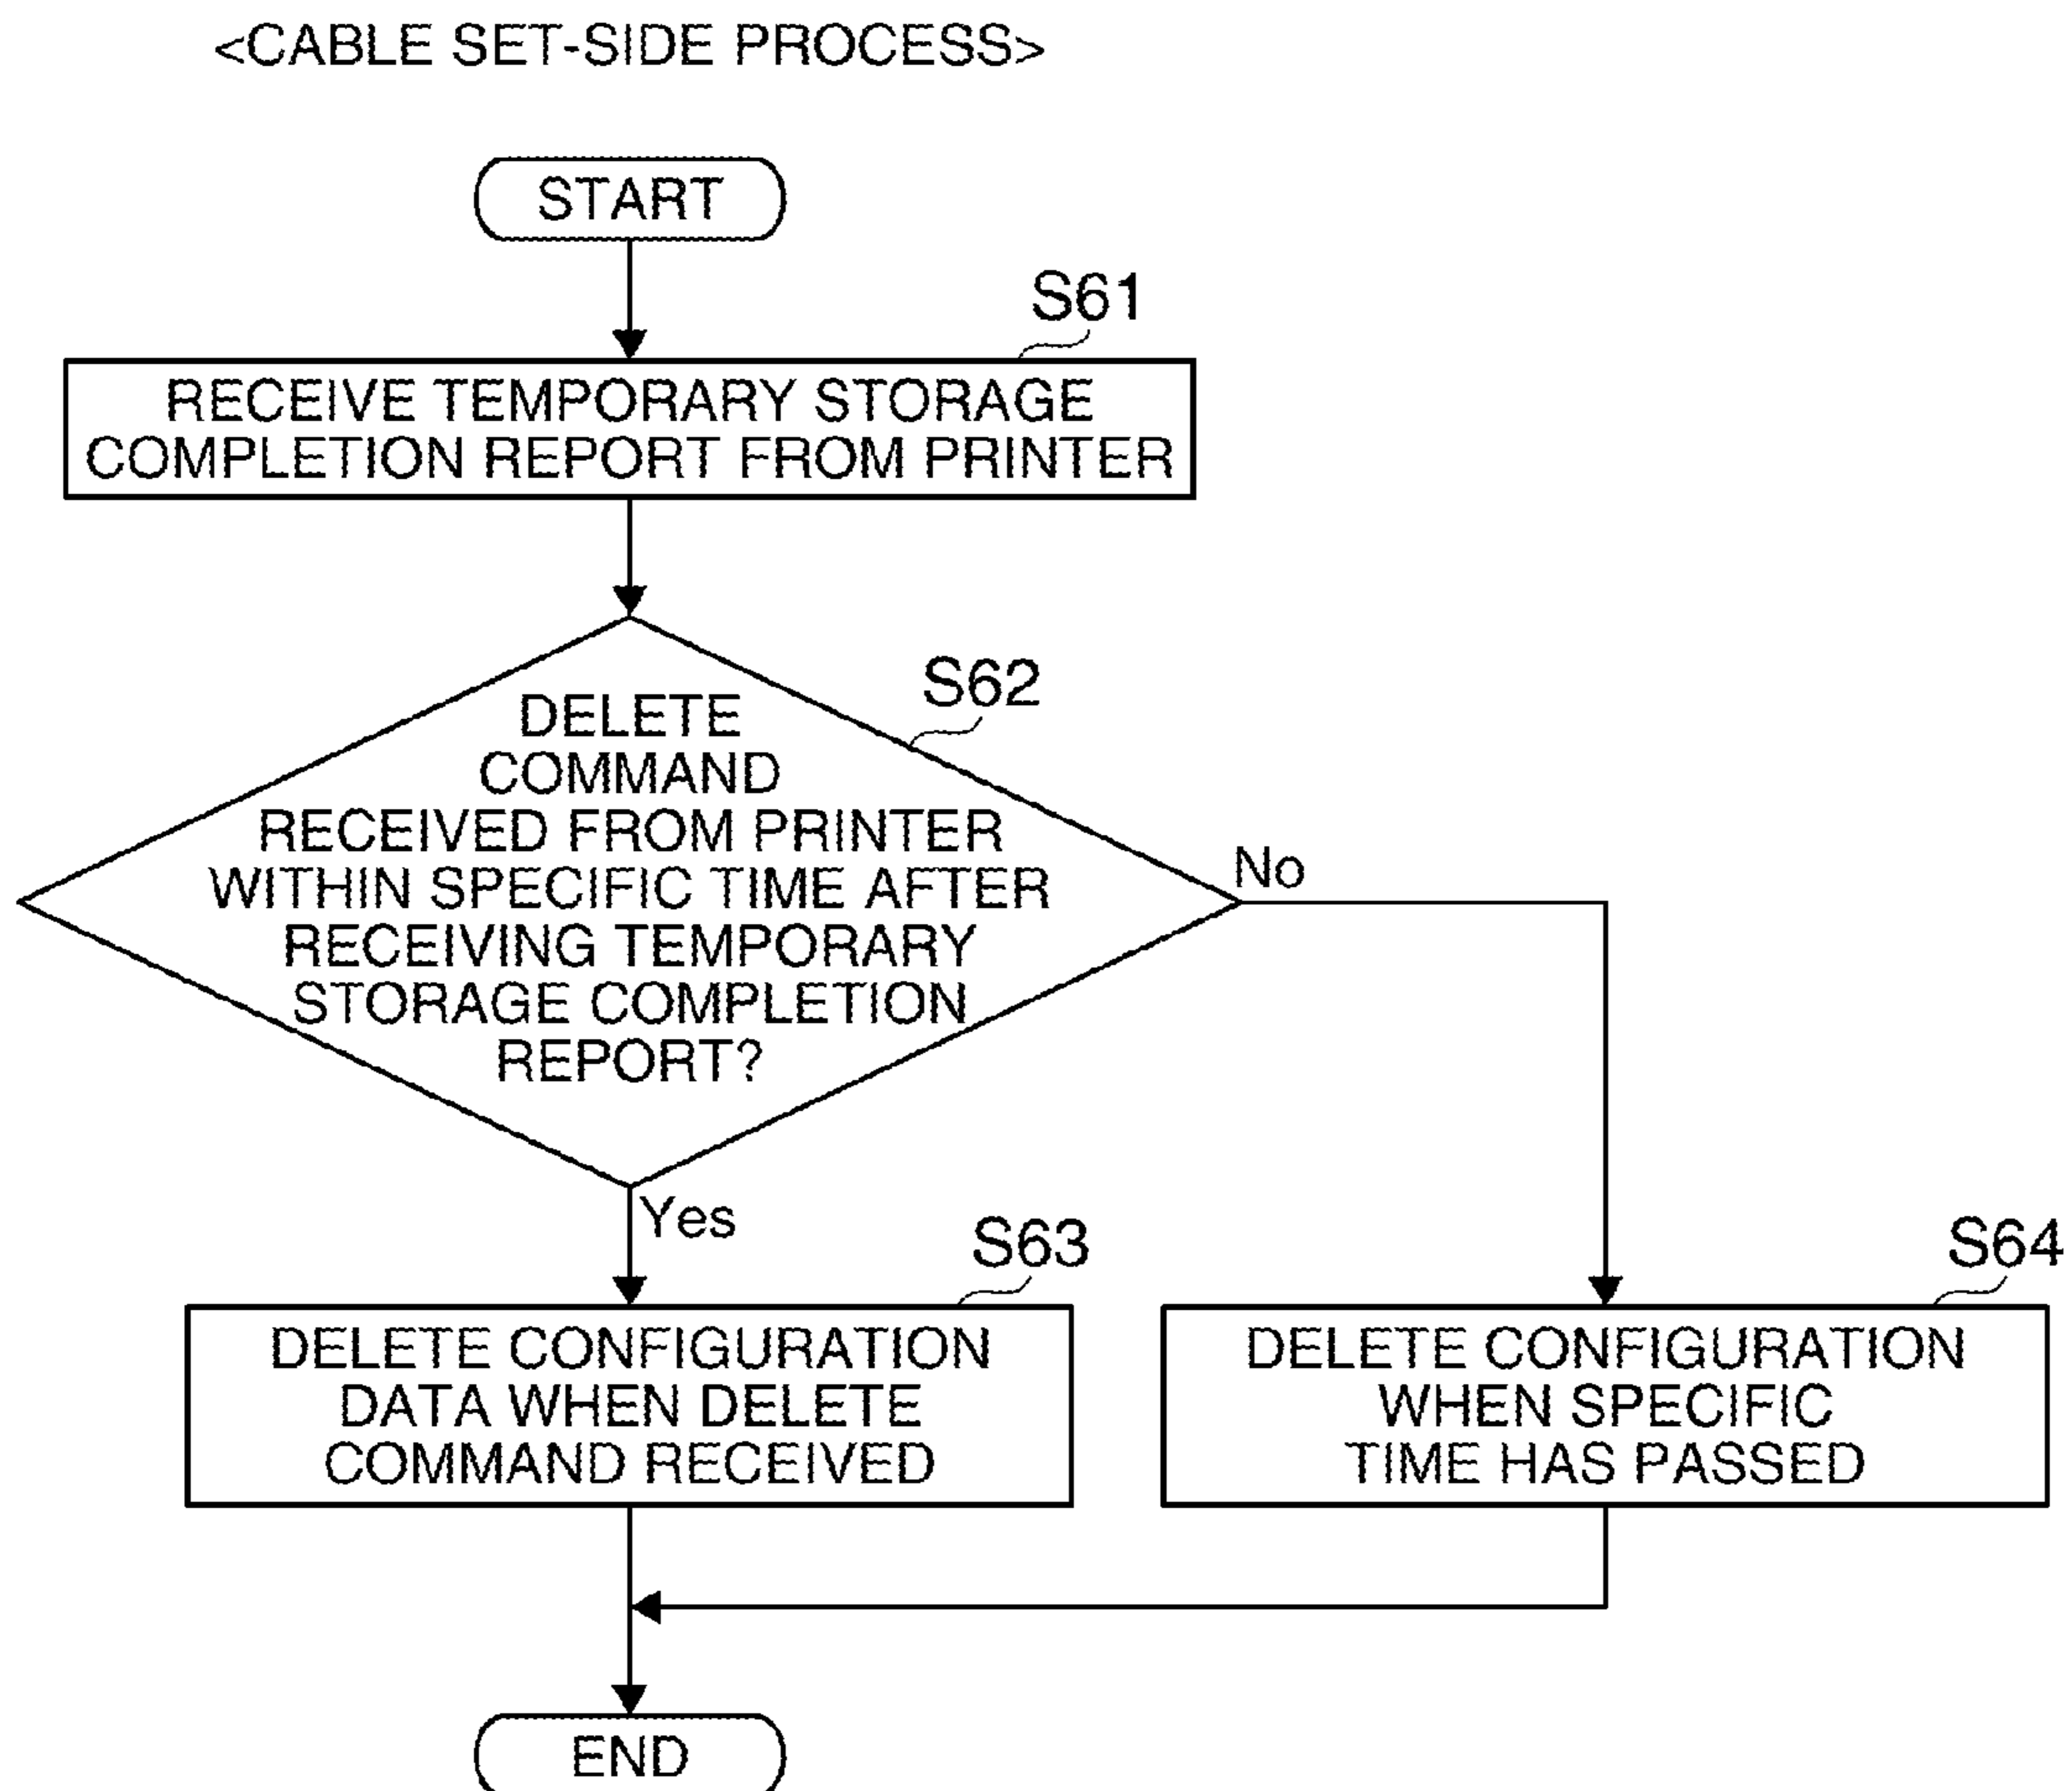 <CABLE SET-SIDE PROCESS>
START
S61
RECEIVE TEMPORARY STORAGE
COMPLETION REPORT FROM PRINTER
S62
DELETE
COMMAND
RECEIVED FROM PRINTER
WITHIN SPECIFIC TIME AFTER
RECEIVING TEMPORARY
STORAGE COMPLETION
REPORT?
No
Yes
S63
DELETE CONFIGURATION
DATA WHEN DELETE
COMMAND RECEIVED
S64
DELETE CONFIGURATION
WHEN SPECIFIC
TIME HAS PASSED
END